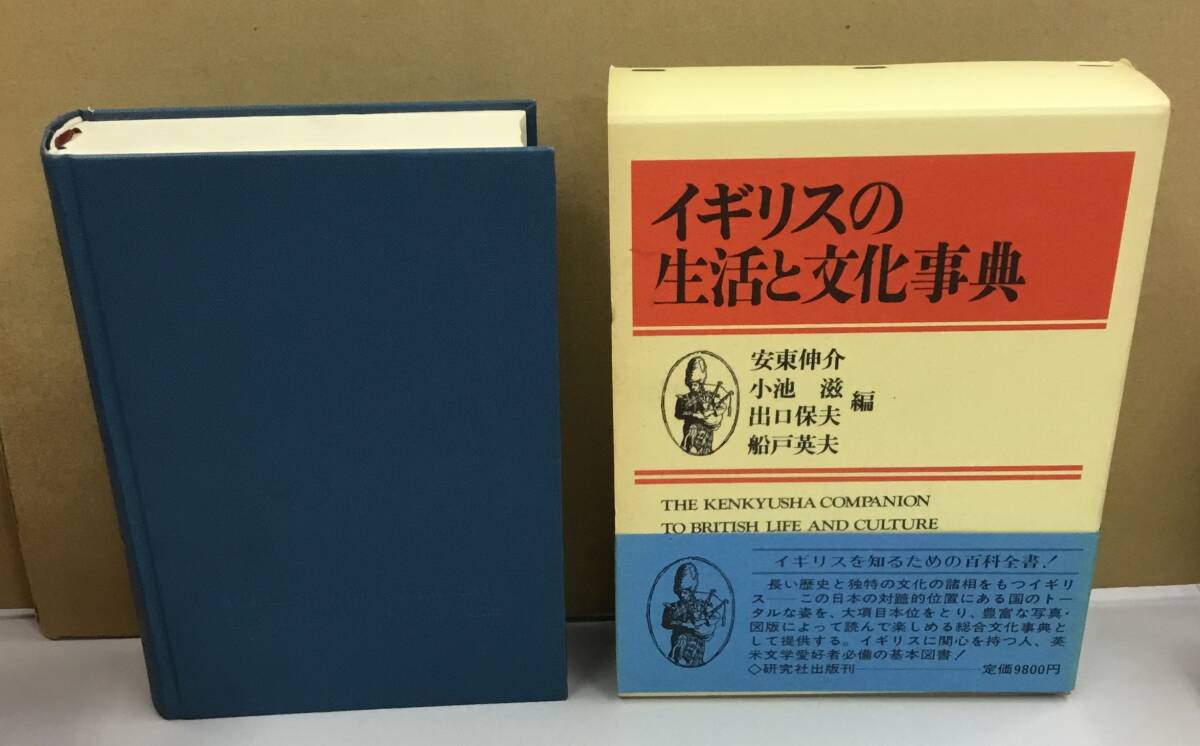 イギリスの
生活と文化事典
安東伸介
小池 滋
出口保夫
船戸英夫
編
THE KENKYUSHA COMPANION
TO BRITISH LIFE AND CULTURE
イギリスを知るための百科全書!
長い歴史と独特の文化の諸相をもつイギリ
ス——この日本の対蹠的位置にある国のトー
タルな姿を、大項目本位をとり、豊富な写真・
図版によって読んで楽しめる総合文化事典と
して提供する。イギリスに関心を持つ人、英
米文学愛好者必備の基本図書!
◇研究社出版刊——定価9800円